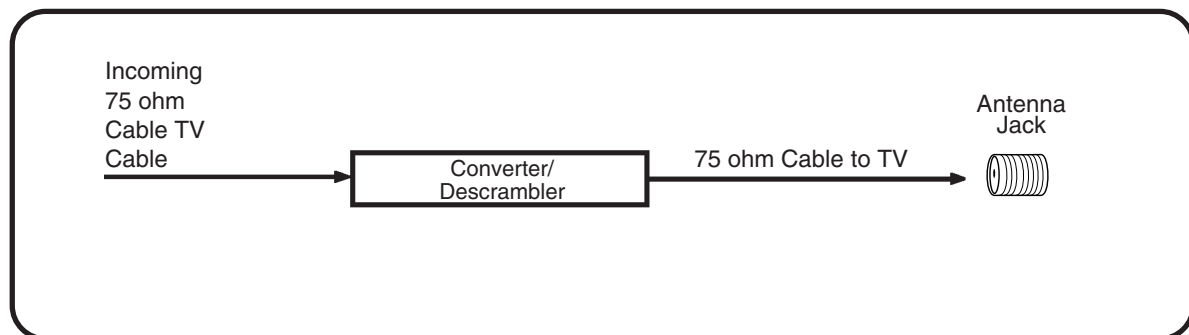 Incoming
75 ohm
Cable TV
Cable
Converter/
Descrambler
75 ohm Cable to TV
Antenna
Jack